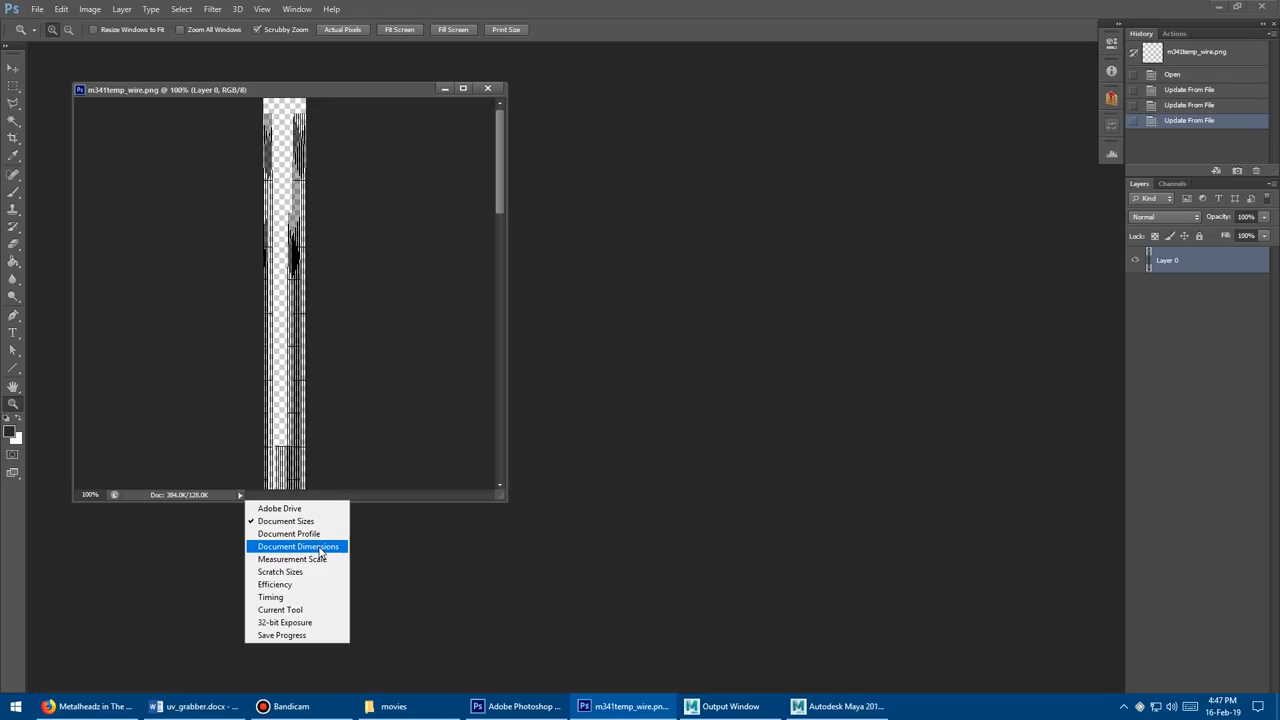 Ps File Edit Image Layer Type Select Filter 3D View Window Help
Resize Windows to Fit Zoom All Windows Scrubby Zoom Actual Pixels Fit Screen Fill Screen Print Size
History Actions
m341temp_wire.png
Open
Update From File
Update From File
Update From File
Ps m341temp_wire.png @ 100% (Layer 0, RGB/8)
Layers Channels
Kind
Normal Opacity: 100%
Lock: Fill: 100%
Layer 0
100% Doc: 384.0K/128.0K
Adobe Drive
Document Sizes
Document Profile
Document Dimensions
Measurement Scale
Scratch Sizes
Efficiency
Timing
Current Tool
32-bit Exposure
Save Progress
Metalheadz in The ... uv_grabber.docx - ... Bandicam movies Adobe Photoshop ... m341temp_wire.pn... Output Window Autodesk Maya 201...
4:47 PM
16-Feb-19